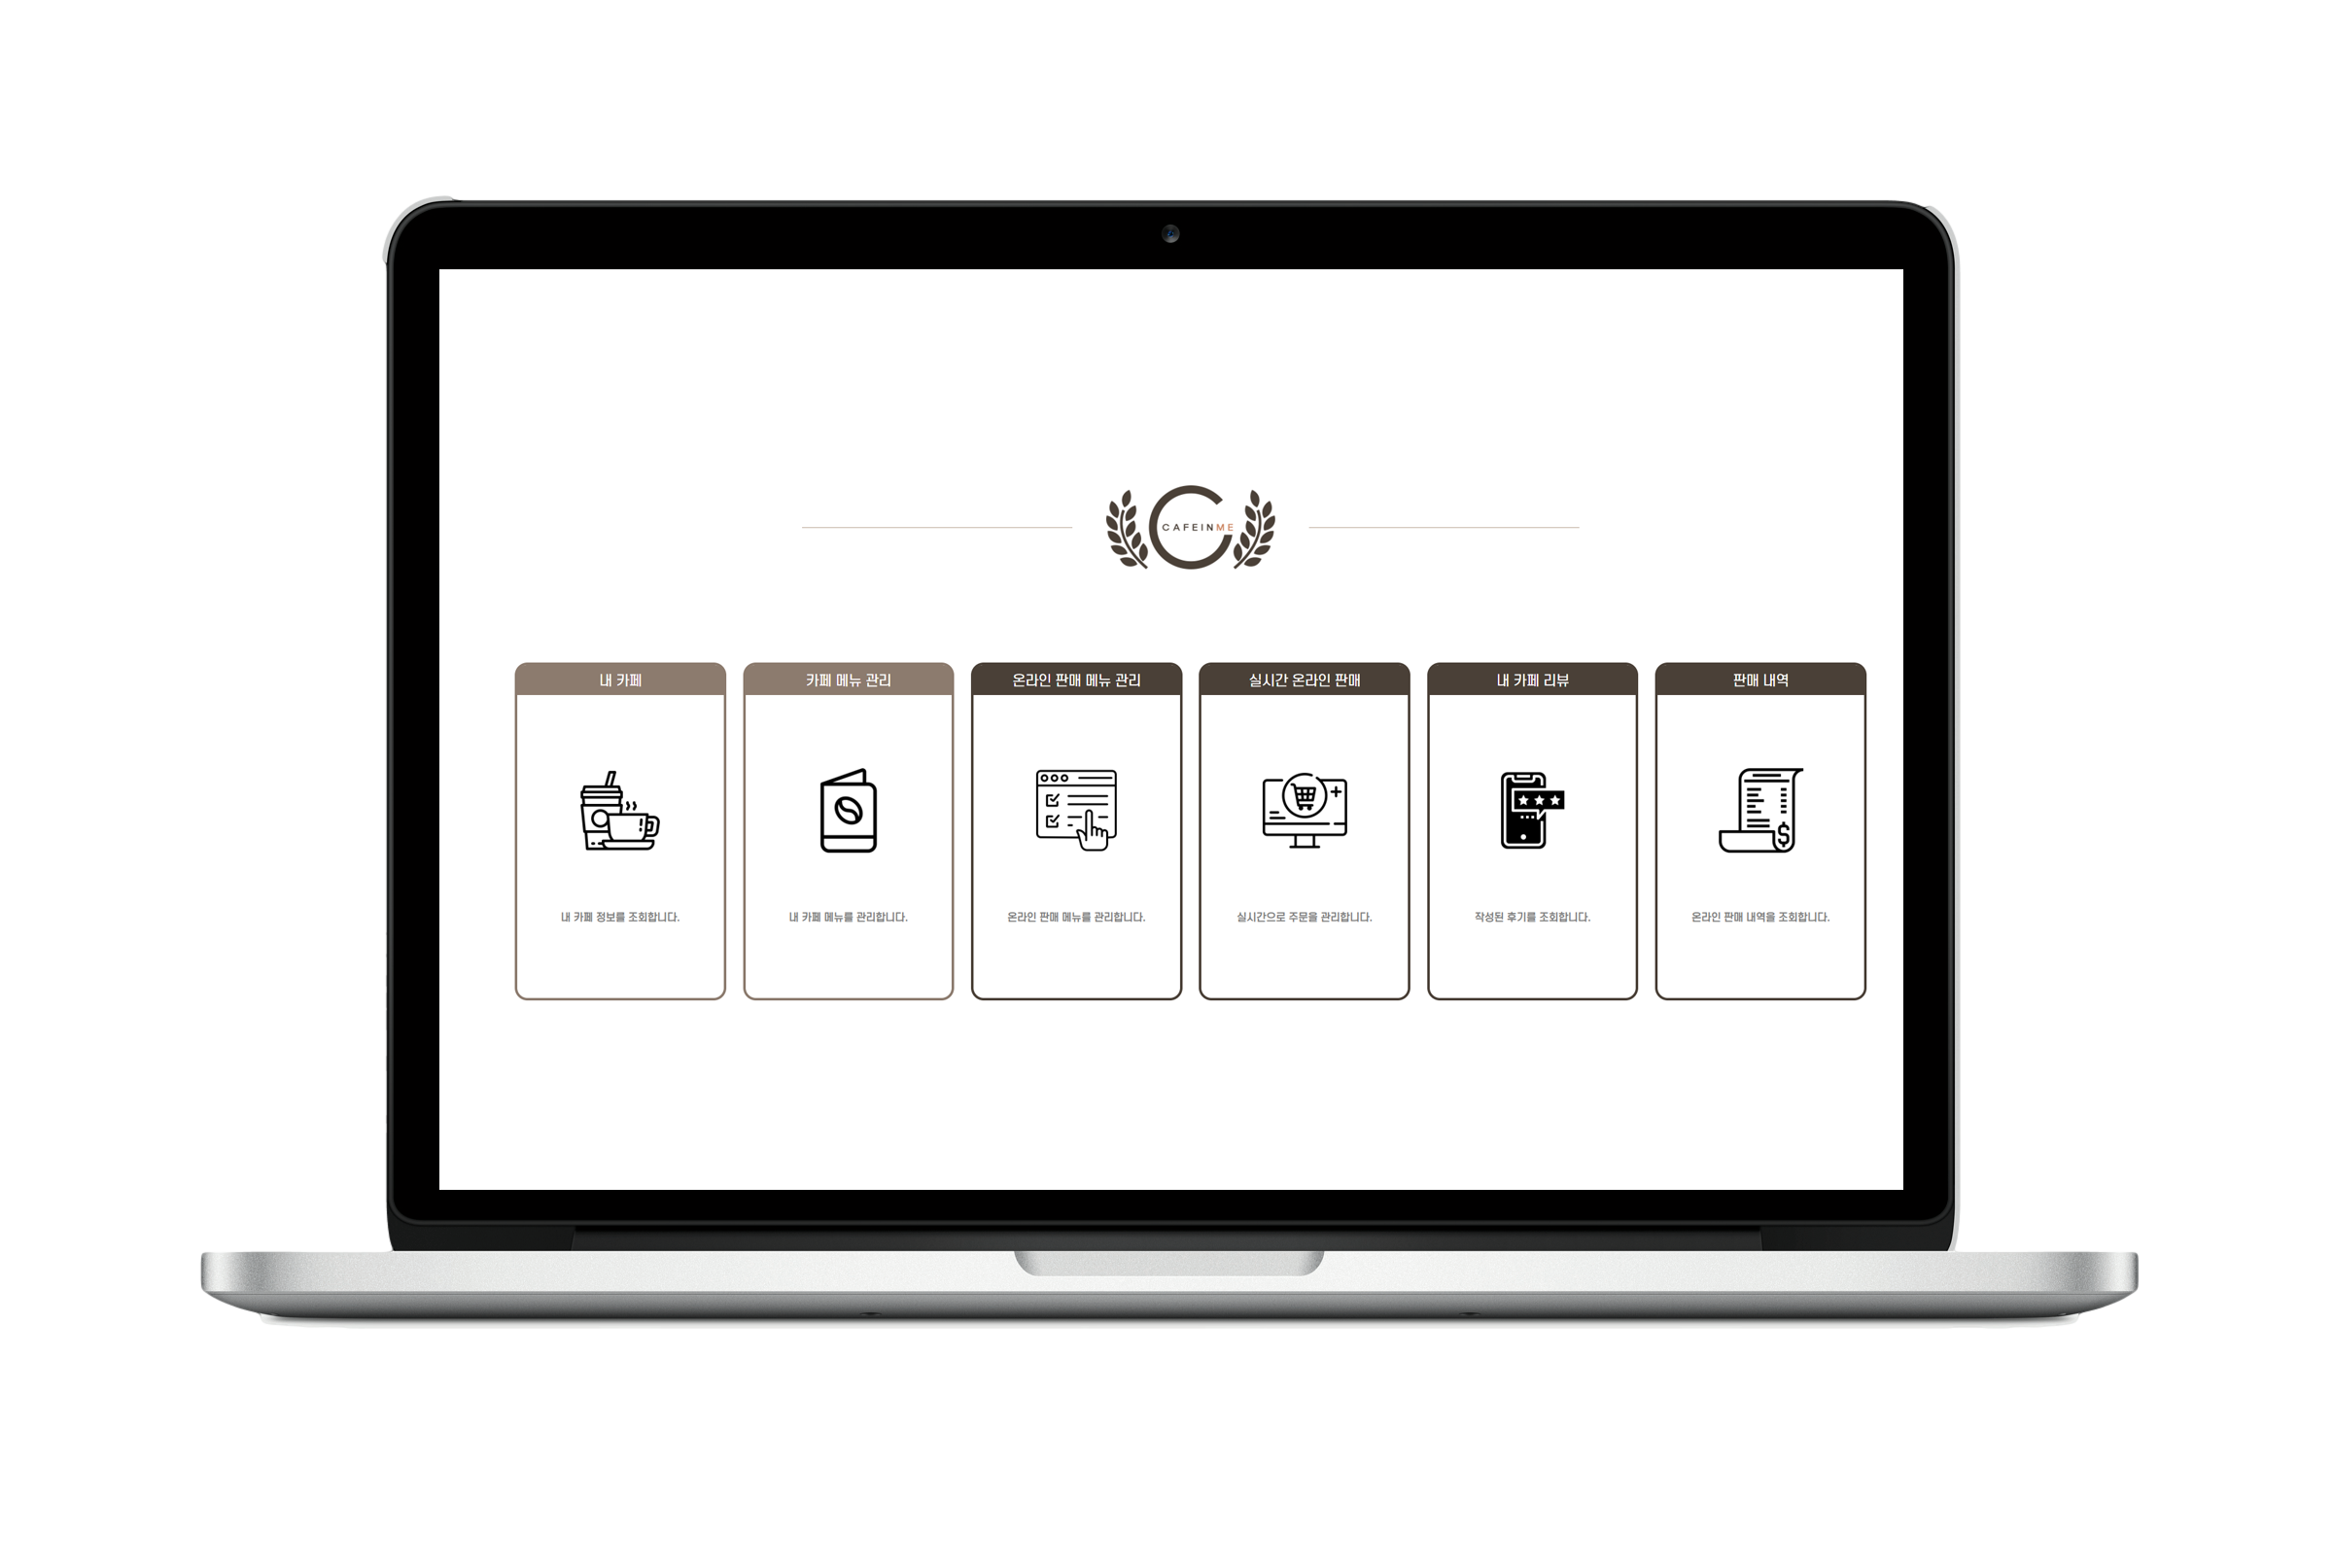 CAFEINME
내 카페
내 카페 정보를 조회합니다.
카페 메뉴 관리
내 카페 메뉴를 관리합니다.
온라인 판매 메뉴 관리
온라인 판매 메뉴를 관리합니다.
실시간 온라인 판매
실시간으로 주문을 관리합니다.
내 카페 리뷰
작성된 후기를 조회합니다.
판매 내역
온라인 판매 내역을 조회합니다.